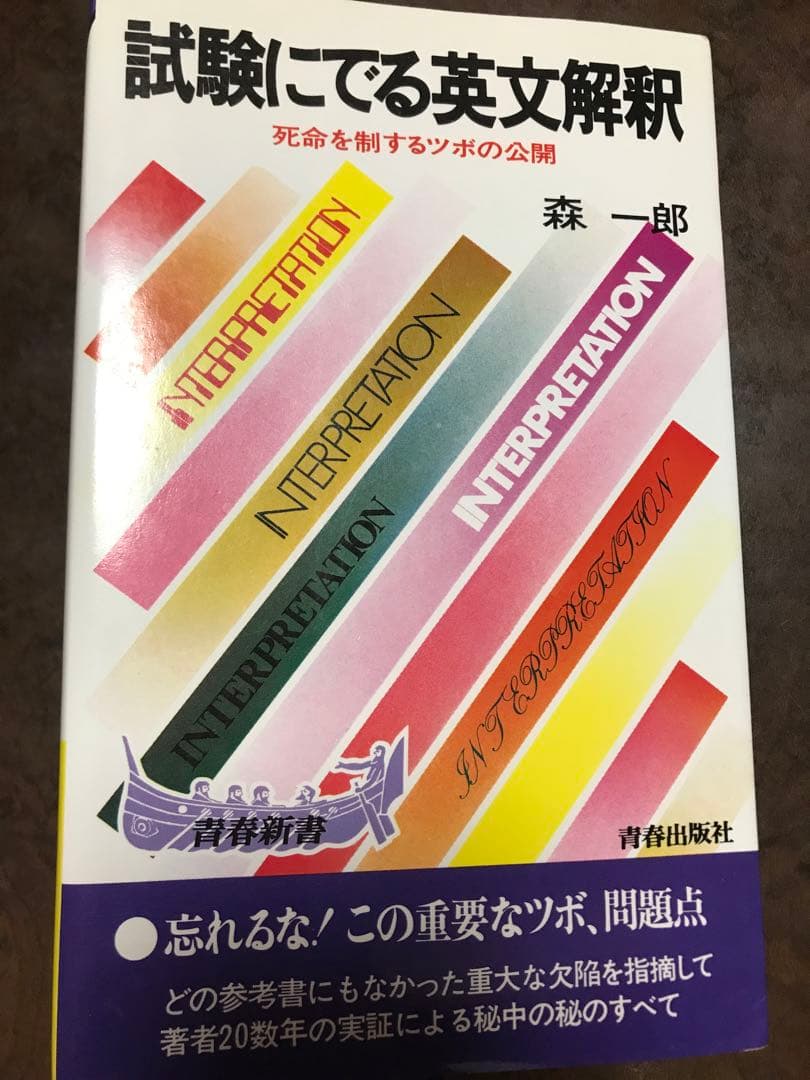 試験にでる英文解釈
死命を制するツボの公開
森 一郎
INTERPRETATION
INTERPRETATION
INTERPRETATION
INTERPRETATION
INTERPRETATION
青春新書
青春出版社
●忘れるな！この重要なツボ、問題点
どの参考書にもなかった重大な欠陥を指摘して
著者20数年の実証による秘中の秘のすべて